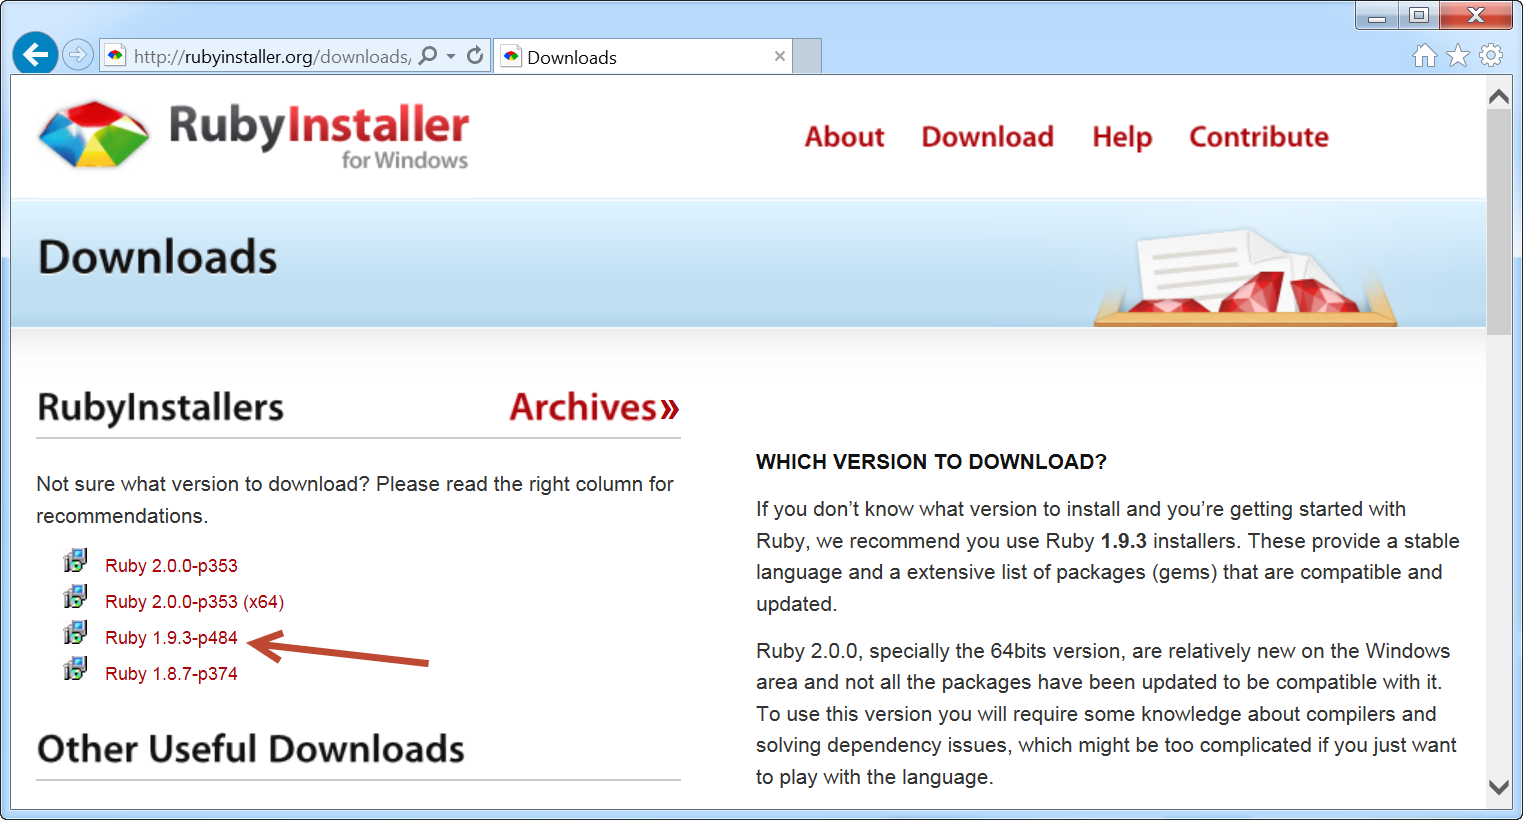 http://rubyinstaller.org/downloads/
Downloads
RubyInstaller
for Windows
About Download Help Contribute
Downloads
RubyInstallers Archives»
Not sure what version to download? Please read the right column for
recommendations.
Ruby 2.0.0-p353
Ruby 2.0.0-p353 (x64)
Ruby 1.9.3-p484
Ruby 1.8.7-p374
Other Useful Downloads
WHICH VERSION TO DOWNLOAD?
If you don’t know what version to install and you’re getting started with
Ruby, we recommend you use Ruby 1.9.3 installers. These provide a stable
language and a extensive list of packages (gems) that are compatible and
updated.
Ruby 2.0.0, specially the 64bits version, are relatively new on the Windows
area and not all the packages have been updated to be compatible with it.
To use this version you will require some knowledge about compilers and
solving dependency issues, which might be too complicated if you just want
to play with the language.